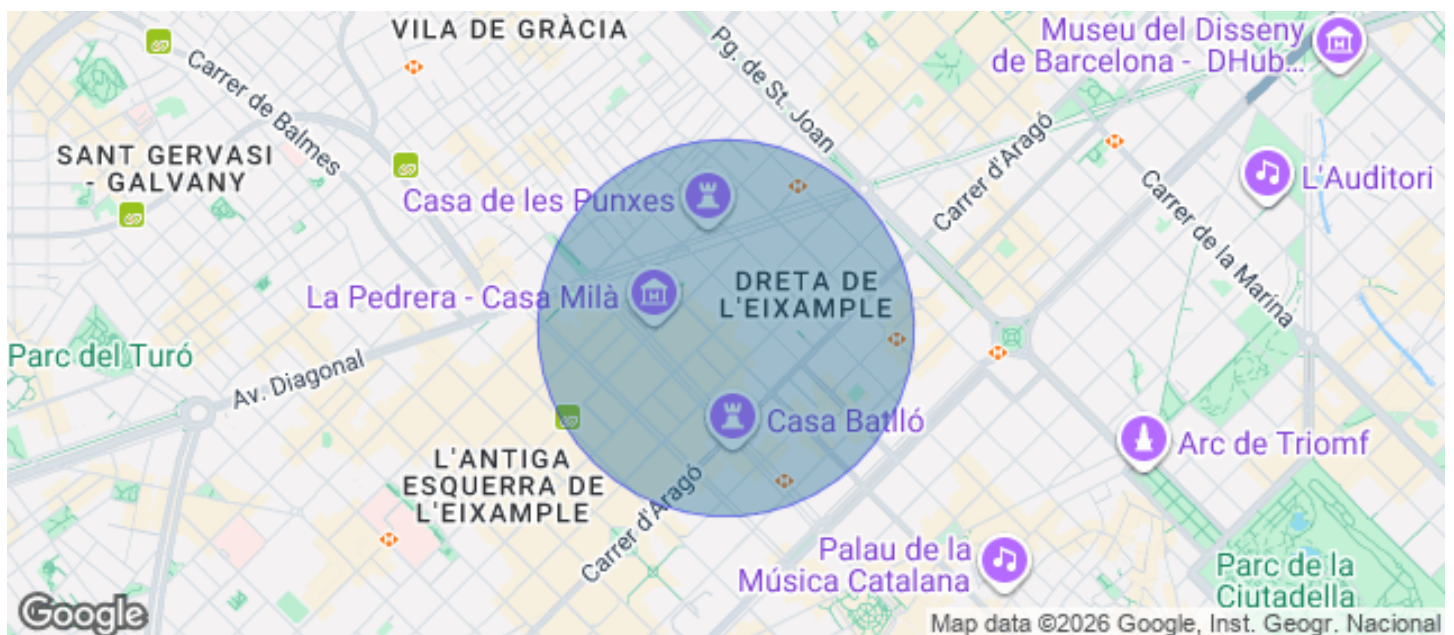 VILA DE GRÀCIA
Pg. de St. Joan
Museu del Disseny
de Barcelona - DHub...
Carrer de Balmes
SANT GERVASI
- GALVANY
Casa de les Punxes
Carrer d'Aragó
L'Auditori
Carrer de la Marina
La Pedrera - Casa Milà
DRETA DE
L'EIXAMPLE
Parc del Turó
Av. Diagonal
Casa Batlló
Arc de Triomf
L'ANTIGA
ESQUERRA DE
L'EIXAMPLE
Carrer d'Aragó
Palau de la
Música Catalana
Parc de la
Ciutadella
Google
Map data ©2026 Google, Inst. Geogr. Nacional